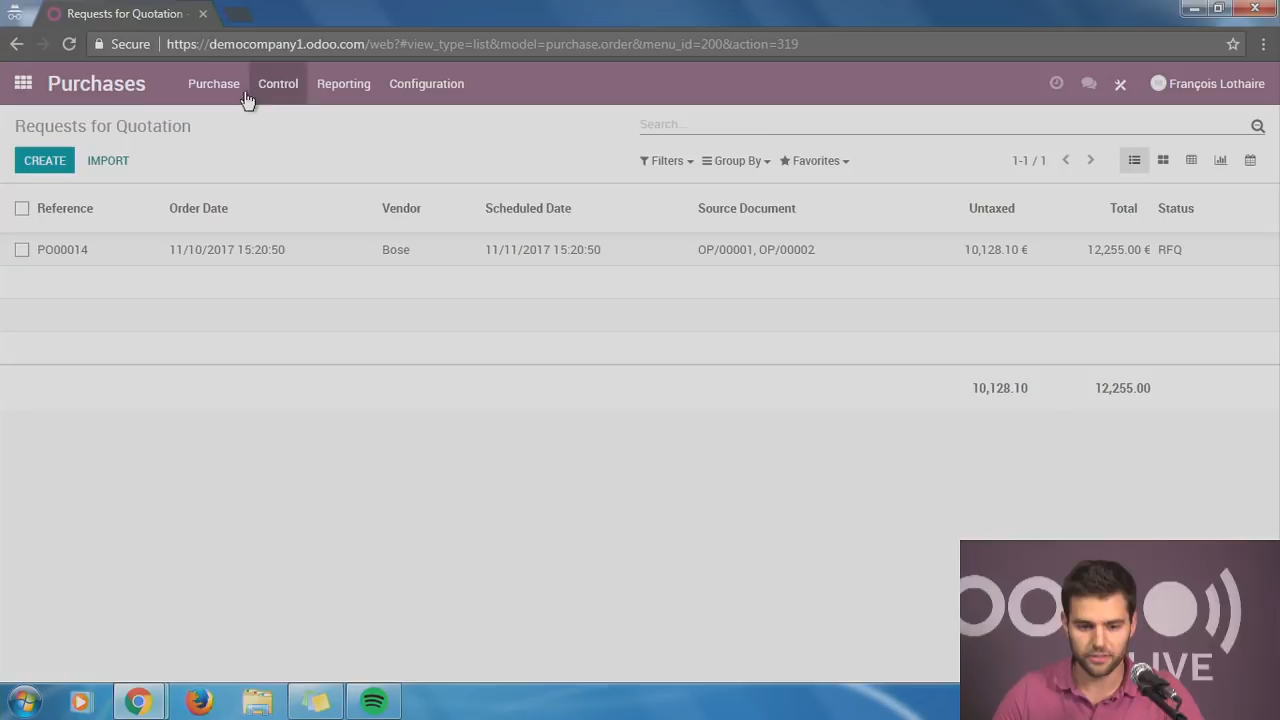 Requests for Quotation -
Secure
https://democompany1.odoo.com/web?#view_type=list&model=purchase.order&menu_id=200&action=319
Purchases Purchase Control Reporting Configuration François Lothaire
Requests for Quotation Search...
CREATE IMPORT Filters Group By Favorites 1-1 / 1
Reference Order Date Vendor Scheduled Date Source Document Untaxed Total Status
PO00014 11/10/2017 15:20:50 Bose 11/11/2017 15:20:50 OP/00001, OP/00002 10,128.10 € 12,255.00 € RFQ
10,128.10 12,255.00
LIVE